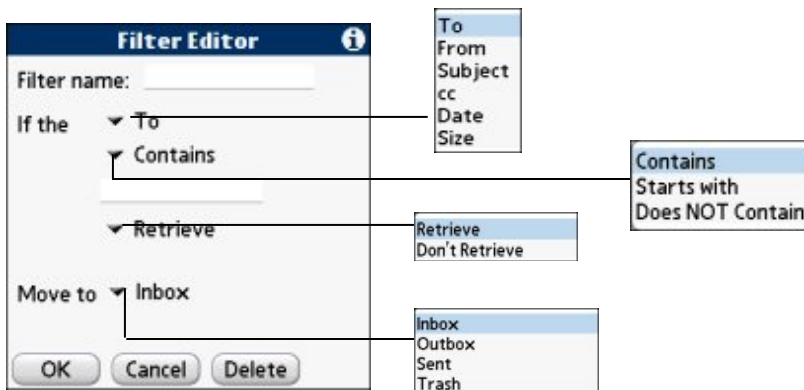 Filter Editor
Filter name:
If the To
Contains
Retrieve
Move to Inbox
OK Cancel Delete
To
From
Subject
cc
Date
Size
Contains
Starts with
Does NOT Contain
Retrieve
Don't Retrieve
Inbox
Outbox
Sent
Trash